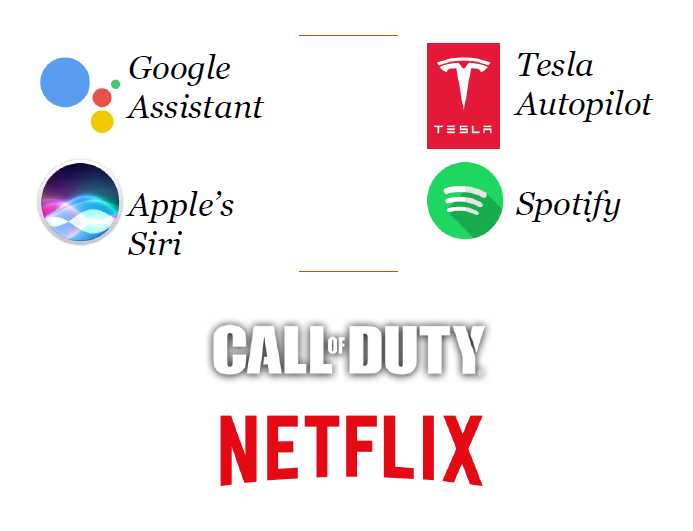 Google
Assistant
TESLA
Tesla
Autopilot
Apple’s
Siri
Spotify
CALL OF DUTY
NETFLIX